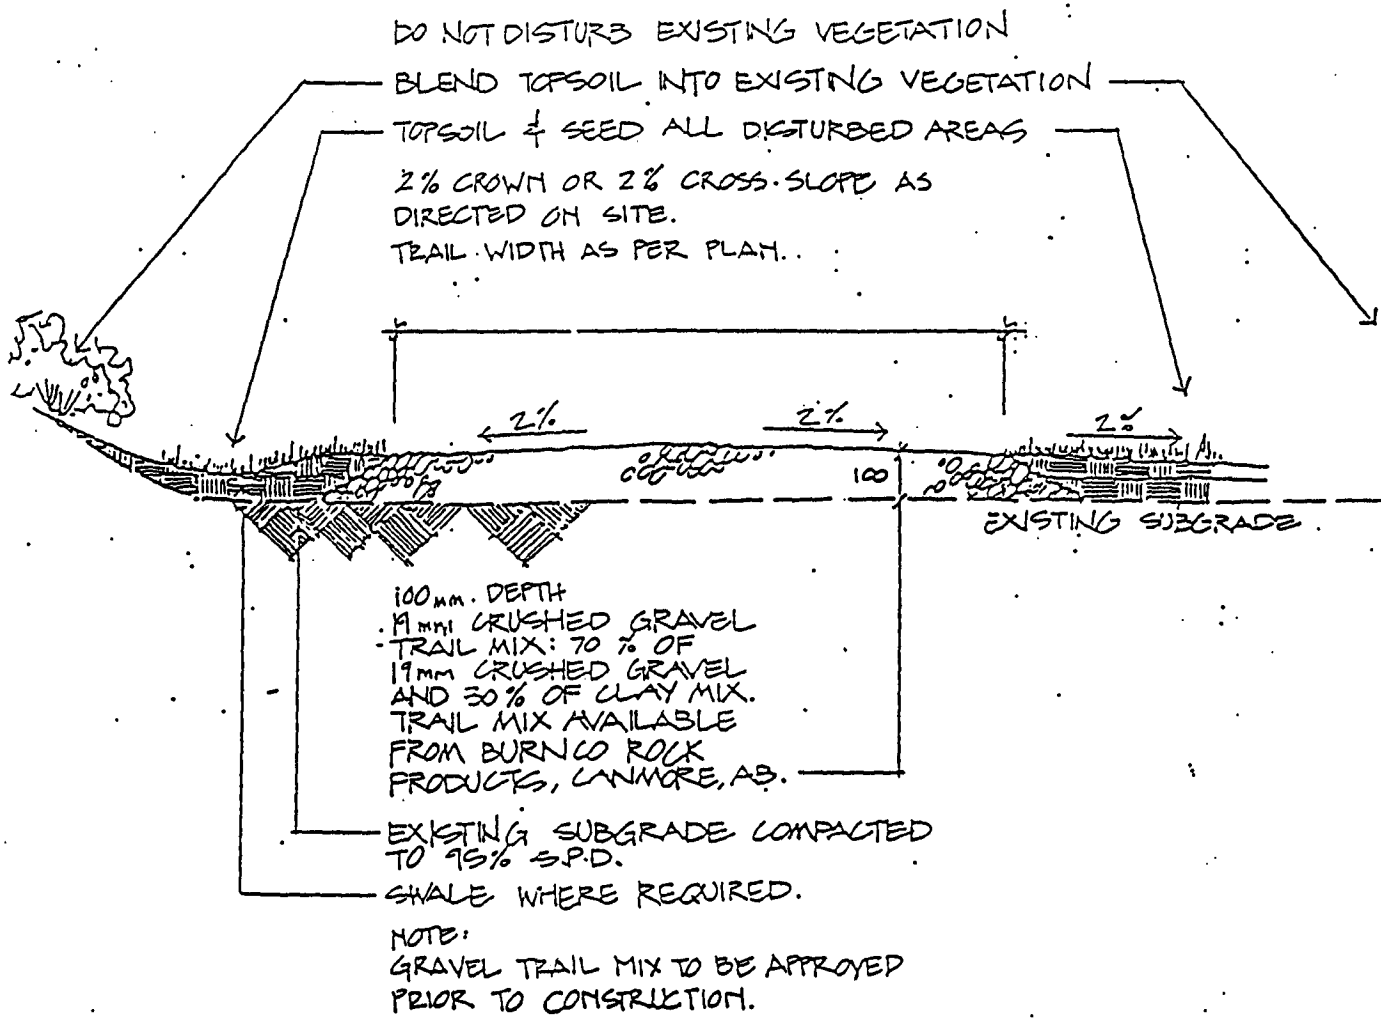 DO NOT DISTURB EXISTING VEGETATION
BLEND TOPSOIL INTO EXISTING VEGETATION
TOPSOIL & SEED ALL DISTURBED AREAS
2% CROWN OR 2% CROSS-SLOPE AS
DIRECTED ON SITE.
TRAIL WIDTH AS PER PLAN.
2%
2%
2%
100
EXISTING SUBGRADE
100mm. DEPTH
19mm CRUSHED GRAVEL
TRAIL MIX: 70% OF
19mm CRUSHED GRAVEL
AND 30% OF CLAY MIX.
TRAIL MIX AVAILABLE
FROM BURNCO ROCK
PRODUCTS, CANMORE, AB.
EXISTING SUBGRADE COMPACTED
TO 95% S.P.D.
SWALE WHERE REQUIRED.
NOTE:
GRAVEL TRAIL MIX TO BE APPROVED
PRIOR TO CONSTRUCTION.